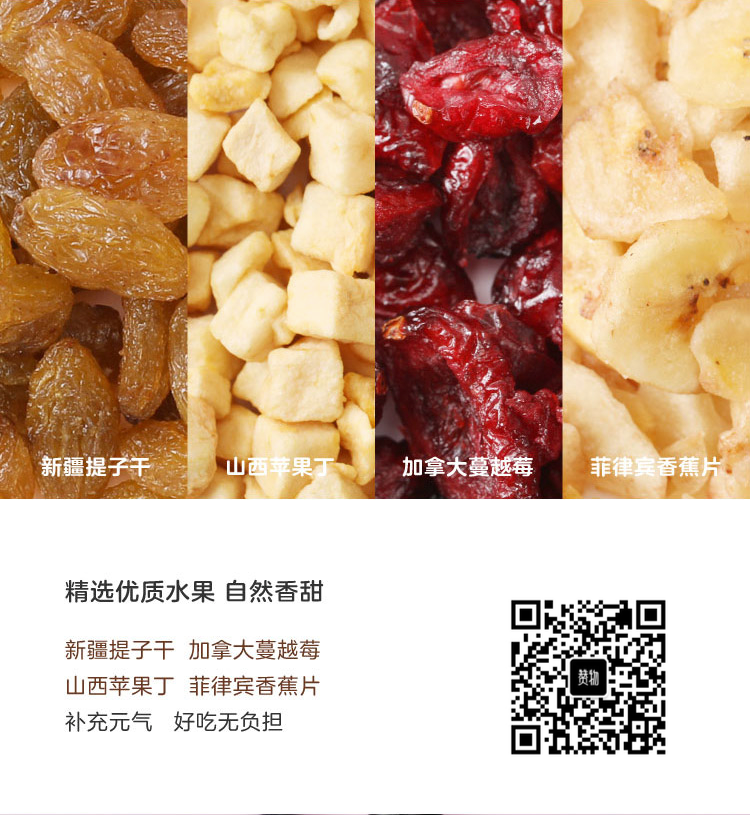 新疆提子干
山西苹果丁
加拿大蔓越莓
菲律宾香蕉片
精选优质水果 自然香甜
新疆提子干 加拿大蔓越莓
山西苹果丁 菲律宾香蕉片
补充元气 好吃无负担
赞物